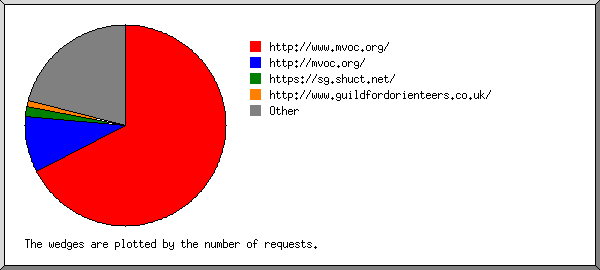 http://www.mvoc.org/
http://mvoc.org/
https://sg.shuct.net/
http://www.guildfordorienteers.co.uk/
Other
The wedges are plotted by the number of requests.